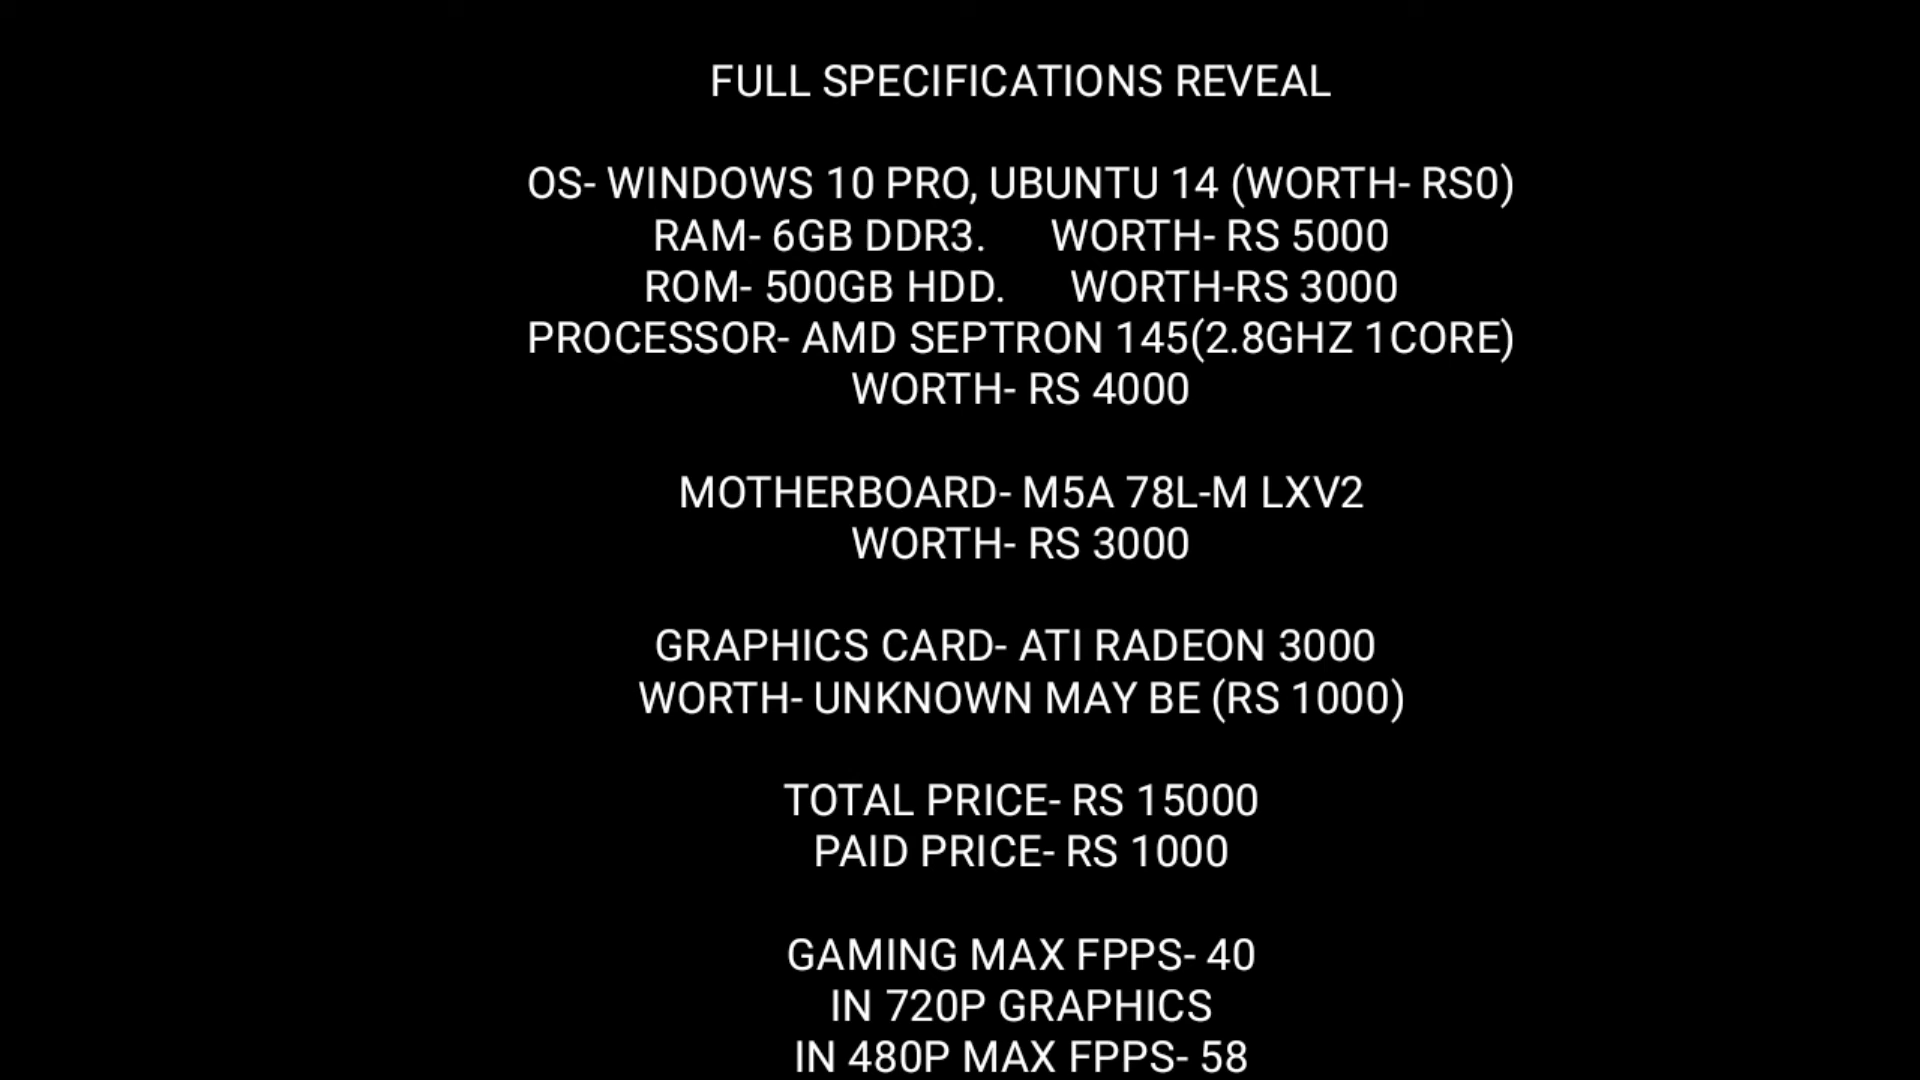 FULL SPECIFICATIONS REVEAL
OS- WINDOWS 10 PRO, UBUNTU 14 (WORTH- RS0)
RAM- 6GB DDR3. WORTH- RS 5000
ROM- 500GB HDD. WORTH-RS 3000
PROCESSOR- AMD SEPTRON 145(2.8GHZ 1CORE)
WORTH- RS 4000
MOTHERBOARD- M5A 78L-M LXV2
WORTH- RS 3000
GRAPHICS CARD- ATI RADEON 3000
WORTH- UNKNOWN MAY BE (RS 1000)
TOTAL PRICE- RS 15000
PAID PRICE- RS 1000
GAMING MAX FPPS- 40
IN 720P GRAPHICS
IN 480P MAX FPPS- 58